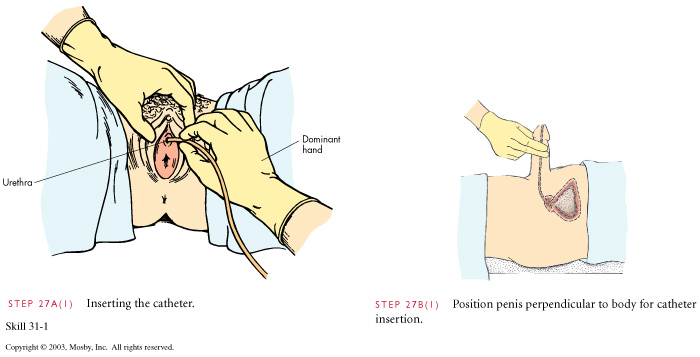 Dominant
hand
Urethra
STEP 27A(1) Inserting the catheter.
Skill 31-1
Copyright © 2003, Mosby, Inc. All rights reserved.
STEP 27B(1) Position penis perpendicular to body for catheter
insertion.